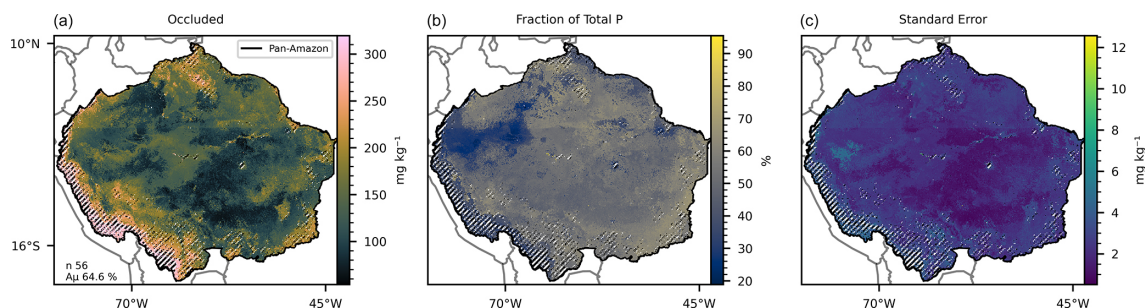 (a) Occluded
(b) Fraction of Total P
(c) Standard Error
10°N
16°S
Pan-Amazon
n 56
Aμ 64.6 %
70°W
45°W
300
250
200
150
100
mg kg⁻¹
70°W
45°W
90
80
70
60
50
40
30
20
%
70°W
45°W
12
10
8
6
4
2
mg kg⁻¹